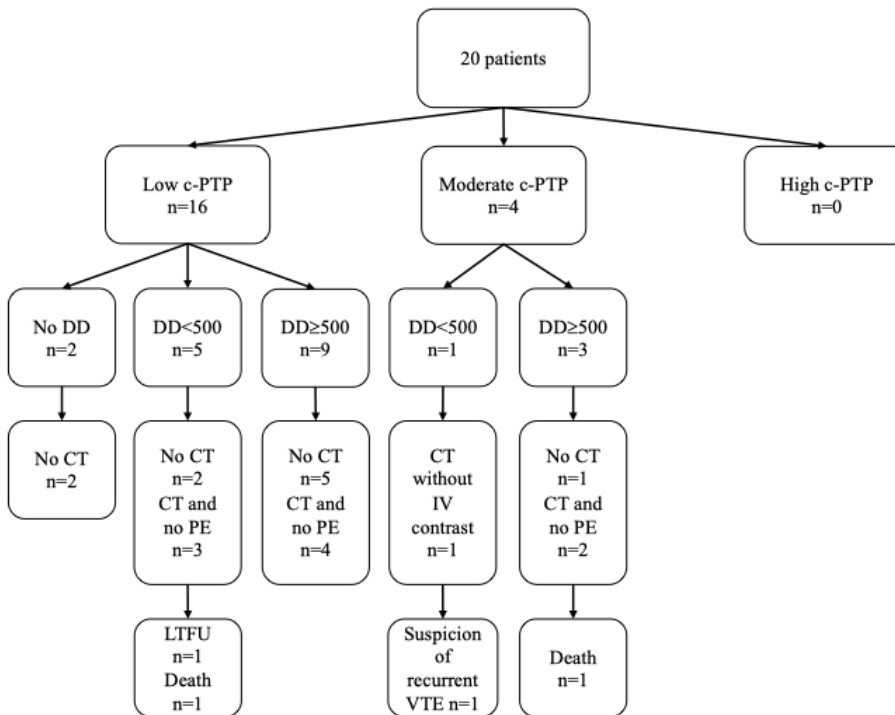 20 patients
Low c-PTP
n=16
Moderate c-PTP
n=4
High c-PTP
n=0
No DD
n=2
DD<500
n=5
DD≥500
n=9
DD<500
n=1
DD≥500
n=3
No CT
n=2
No CT
n=2
CT and
no PE
n=3
No CT
n=5
CT and
no PE
n=4
CT
without
IV
contrast
n=1
No CT
n=1
CT and
no PE
n=2
LTFU
n=1
Death
n=1
Suspicion
of
recurrent
VTE n=1
Death
n=1